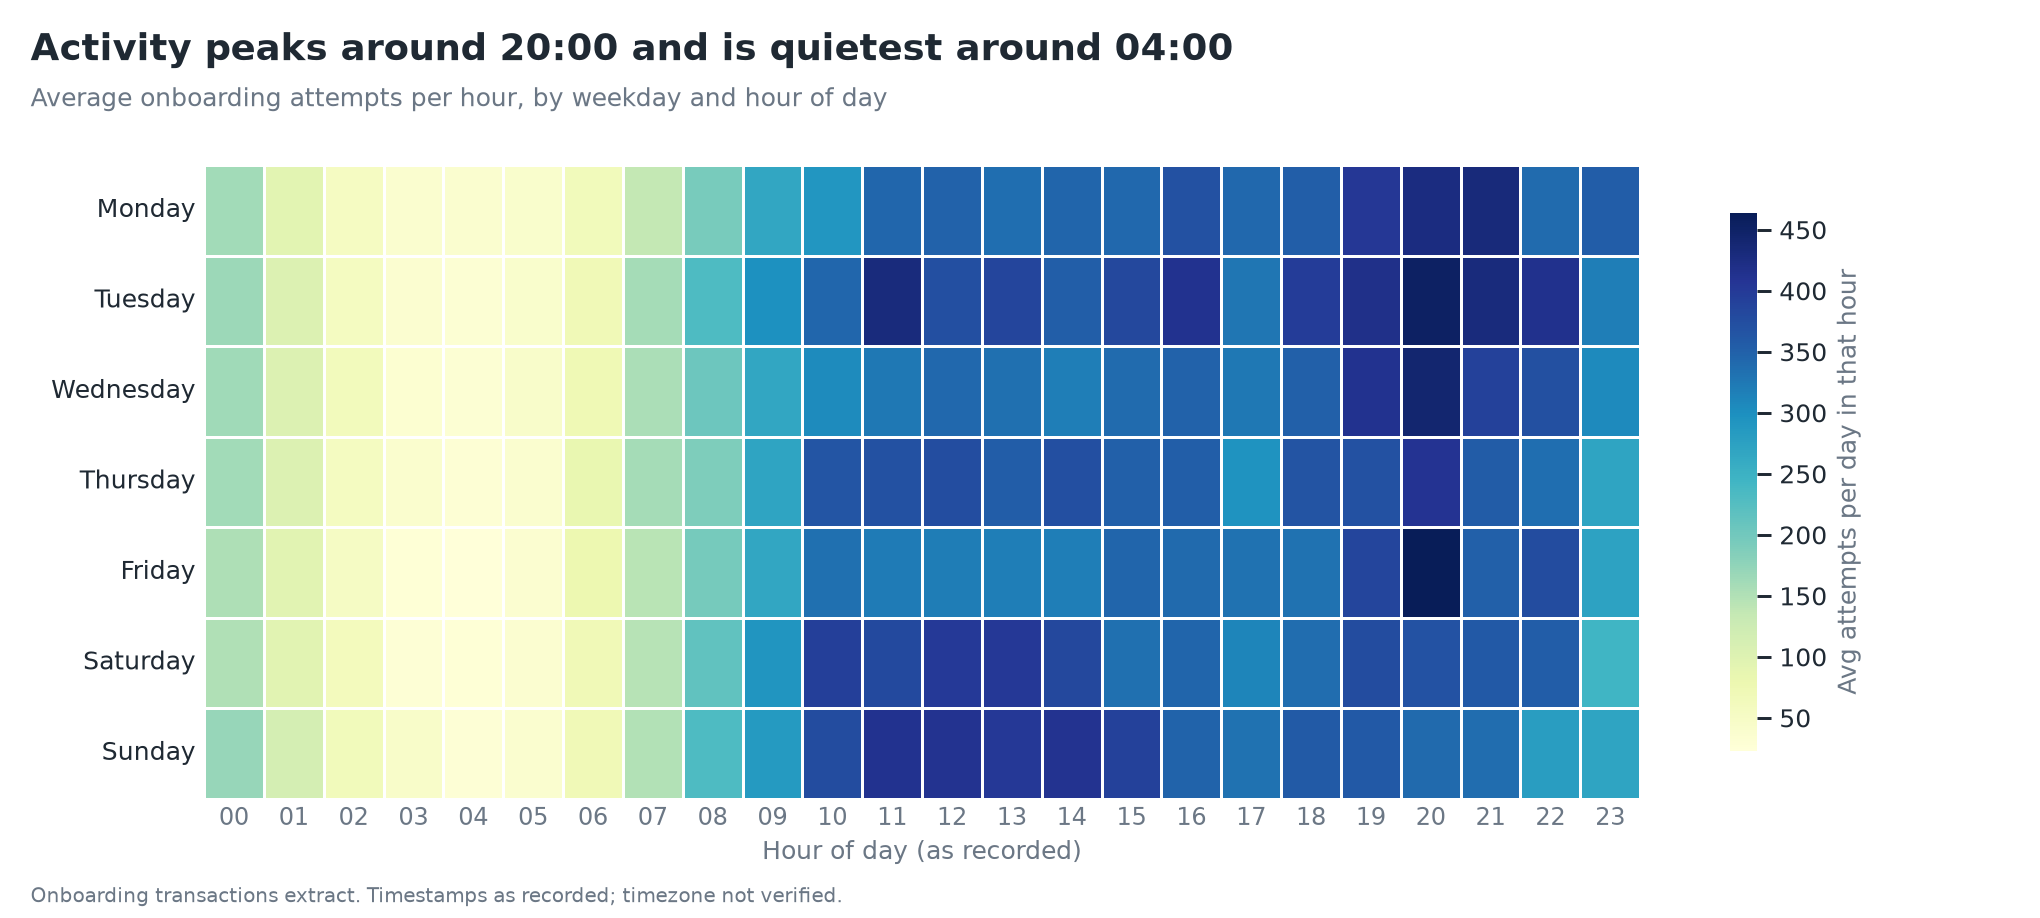 Activity peaks around 20:00 and is quietest around 04:00
Average onboarding attempts per hour, by weekday and hour of day
Monday
Tuesday
Wednesday
Thursday
Friday
Saturday
Sunday
00 01 02 03 04 05 06 07 08 09 10 11 12 13 14 15 16 17 18 19 20 21 22 23
Hour of day (as recorded)
450
400
350
300
250
200
150
100
50
Avg attempts per day in that hour
Onboarding transactions extract. Timestamps as recorded; timezone not verified.